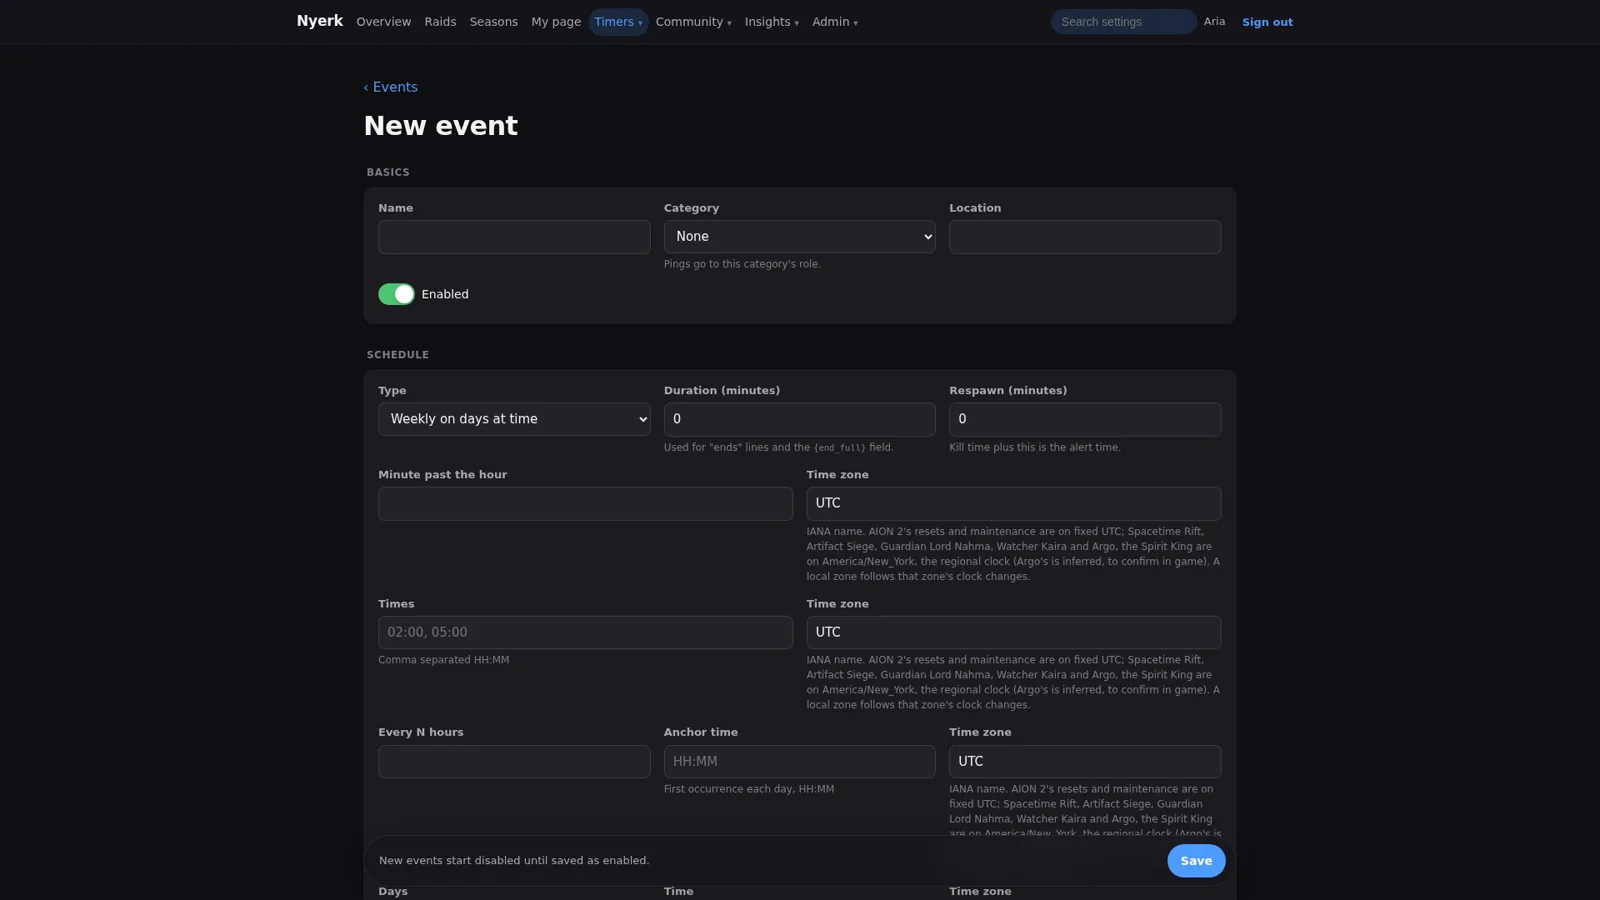 Nyerk Overview Raids Seasons My page Timers ▾ Community ▾ Insights ▾ Admin ▾ Search settings Aria Sign out
‹ Events
New event
BASICS
Name Category Location
None
Pings go to this category's role.
Enabled
SCHEDULE
Type Duration (minutes) Respawn (minutes)
Weekly on days at time 0 0
Used for "ends" lines and the {end_full} field. Kill time plus this is the alert time.
Minute past the hour Time zone
UTC
IANA name. AION 2's resets and maintenance are on fixed UTC; Spacetime Rift,
Artifact Siege, Guardian Lord Nahma, Watcher Kaira and Argo, the Spirit King are
on America/New_York, the regional clock (Argo's is inferred, to confirm in game). A
local zone follows that zone's clock changes.
Times Time zone
02:00, 05:00 UTC
Comma separated HH:MM
IANA name. AION 2's resets and maintenance are on fixed UTC; Spacetime Rift,
Artifact Siege, Guardian Lord Nahma, Watcher Kaira and Argo, the Spirit King are
on America/New_York, the regional clock (Argo's is inferred, to confirm in game). A
local zone follows that zone's clock changes.
Every N hours Anchor time Time zone
HH:MM UTC
First occurrence each day, HH:MM
IANA name. AION 2's resets and maintenance are on
fixed UTC; Spacetime Rift, Artifact Siege, Guardian
Lord Nahma, Watcher Kaira and Argo, the Spirit King
are on America/New_York, the regional clock (Argo's is
New events start disabled until saved as enabled. Save
Days Time Time zone